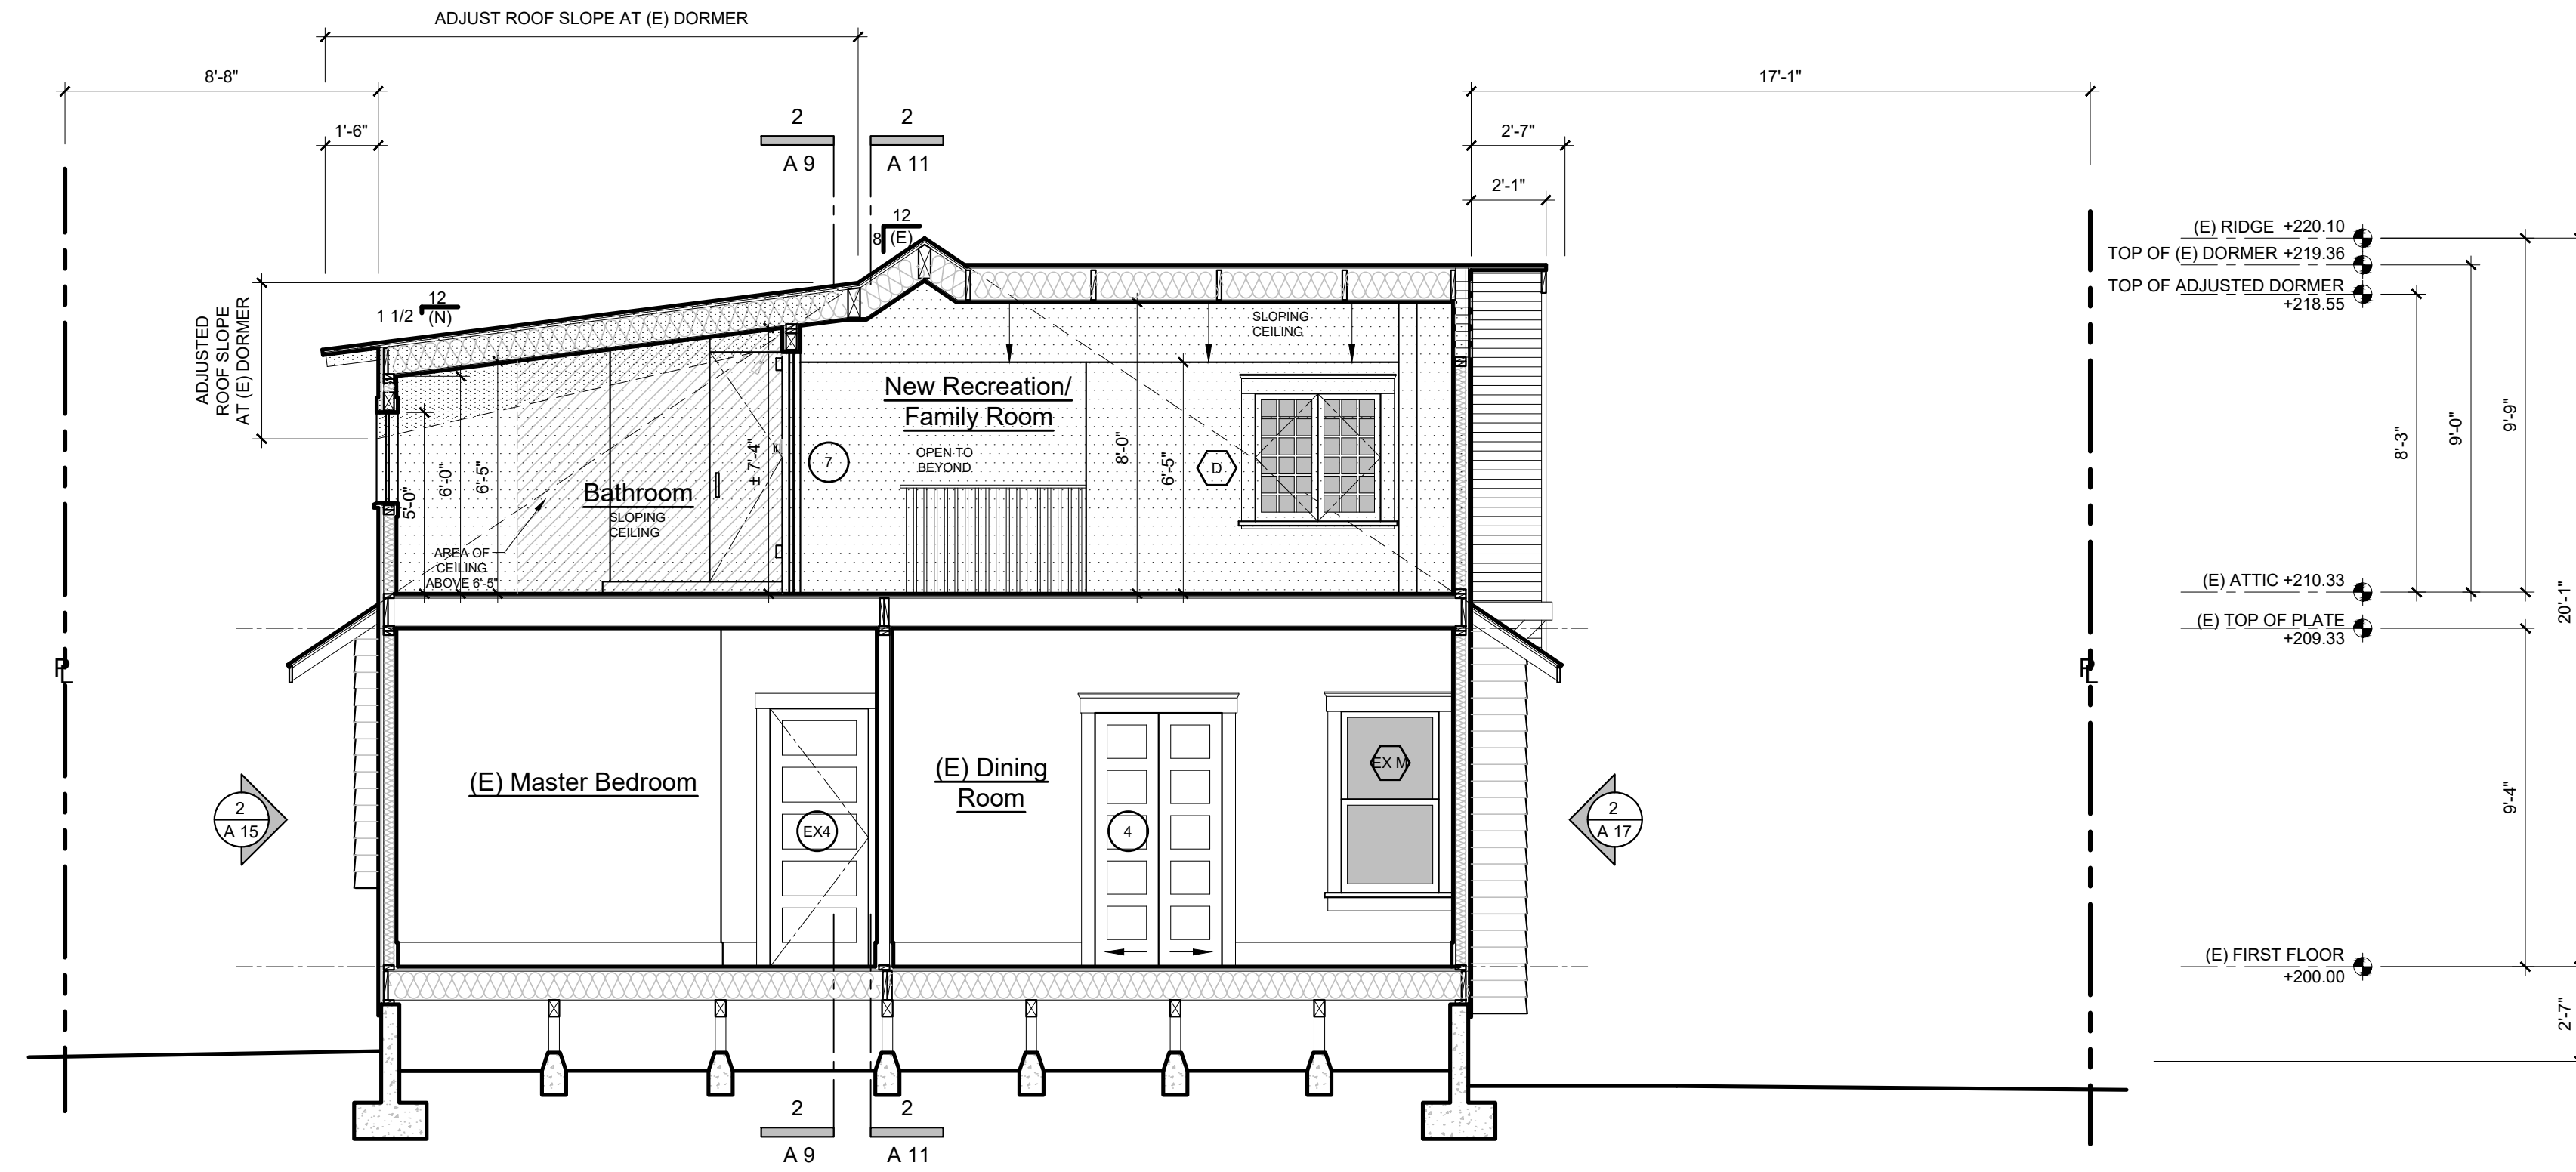 ADJUST ROOF SLOPE AT (E) DORMER
8'-8"
17'-1"
1'-6"
2'-7"
2'-1"
2
A 9
2
A 11
12
8
(E)
12
1 1/2
(N)
ADJUSTED
ROOF SLOPE
AT (E) DORMER
(E) RIDGE +220.10
TOP OF (E) DORMER +219.36
TOP OF ADJUSTED DORMER
+218.55
SLOPING
CEILING
New Recreation/
Family Room
OPEN TO
BEYOND
7
D
8'-0"
6'-5"
± 7'-4"
5'-0"
6'-0"
6'-5"
Bathroom
SLOPING
CEILING
AREA OF
CEILING
ABOVE 6'-5"
8'-3"
9'-0"
9'-9"
20'-1"
(E) ATTIC +210.33
(E) TOP OF PLATE
+209.33
PL
PL
(E) Master Bedroom
(E) Dining
Room
EX4
4
EX M
2
A 15
2
A 17
9'-4"
(E) FIRST FLOOR
+200.00
2'-7"
2
A 9
2
A 11